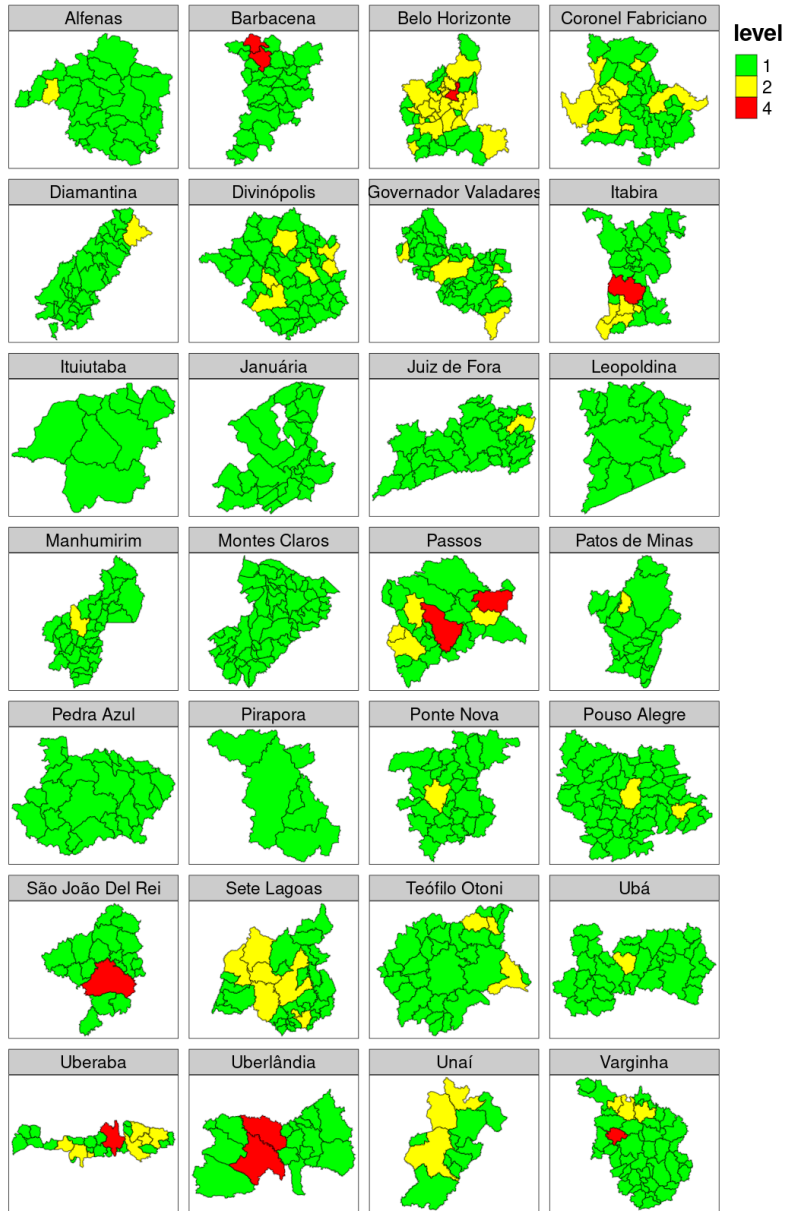 Alfenas
Barbacena
Belo Horizonte
Coronel Fabriciano
level
1
2
4
Diamantina
Divinópolis
Governador Valadares
Itabira
Ituiutaba
Januária
Juiz de Fora
Leopoldina
Manhumirim
Montes Claros
Passos
Patos de Minas
Pedra Azul
Pirapora
Ponte Nova
Pouso Alegre
São João Del Rei
Sete Lagoas
Teófilo Otoni
Ubá
Uberaba
Uberlândia
Unaí
Varginha